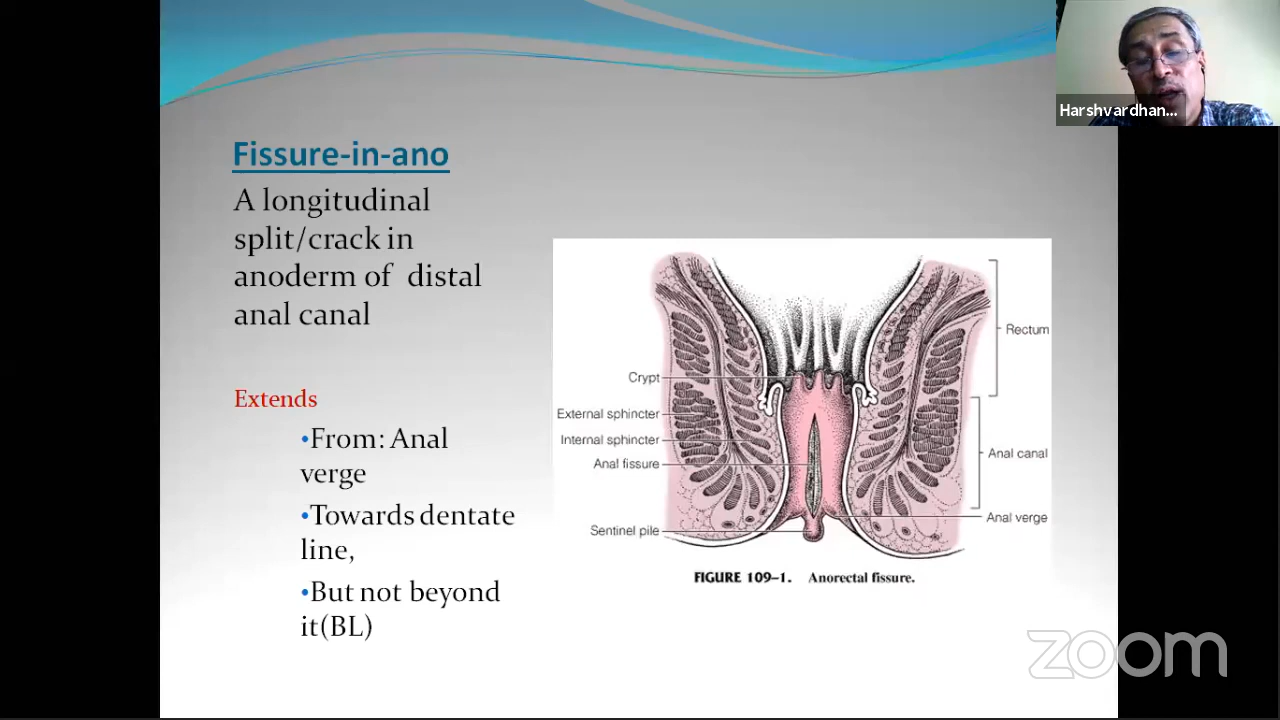 Harshvardhan...
Fissure-in-ano
A longitudinal
split/crack in
anoderm of distal
anal canal
Extends
•From: Anal
verge
•Towards dentate
line,
•But not beyond
it(BL)
Rectum
Crypt
External sphincter
Internal sphincter
Anal canal
Anal fissure
Anal verge
Sentinel pile
FIGURE 109–1. Anorectal fissure.
zoom